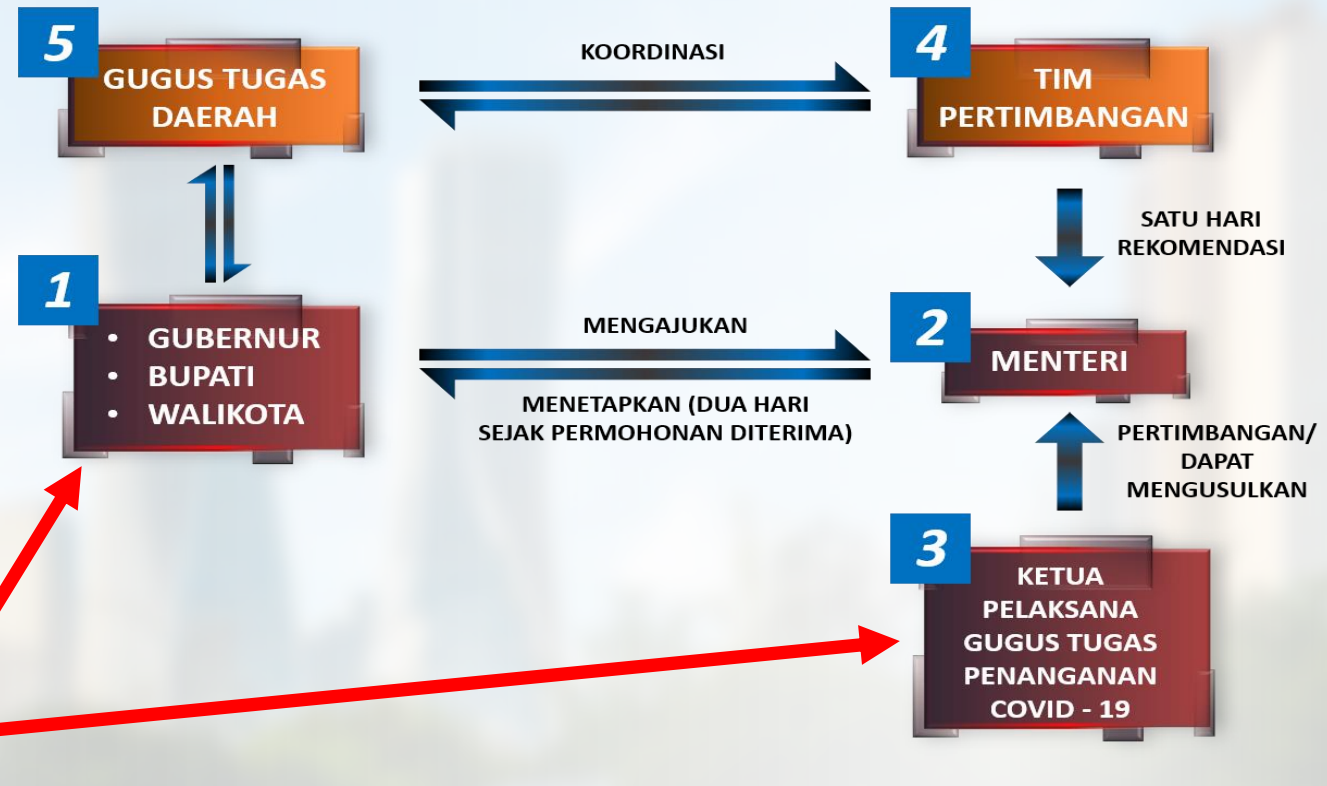 5
GUGUS TUGAS
DAERAH
KOORDINASI
4
TIM
PERTIMBANGAN
SATU HARI
REKOMENDASI
1
• GUBERNUR
• BUPATI
• WALIKOTA
MENGAJUKAN
MENETAPKAN (DUA HARI
SEJAK PERMOHONAN DITERIMA)
2
MENTERI
PERTIMBANGAN/
DAPAT
MENGUSULKAN
3
KETUA
PELAKSANA
GUGUS TUGAS
PENANGANAN
COVID - 19